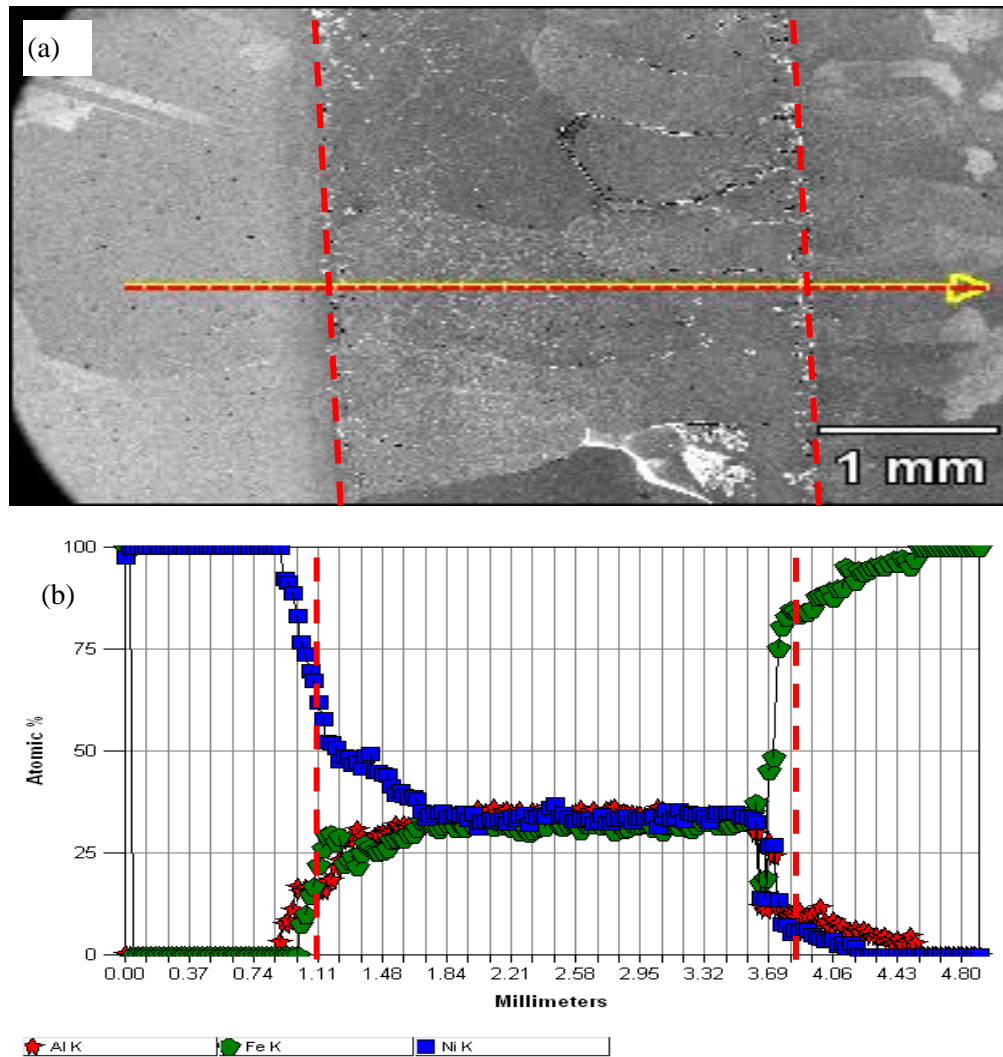 (a)
1 mm
(b)
100
75
50
25
0
Atomic %
0.00 0.37 0.74 1.11 1.48 1.84 2.21 2.58 2.95 3.32 3.69 4.06 4.43 4.80
Millimeters
Al K Fe K Ni K